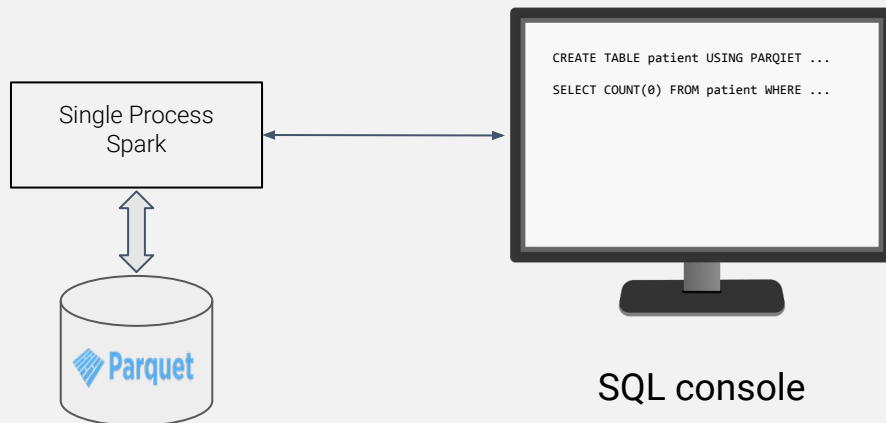 CREATE TABLE patient USING PARQIET ...
SELECT COUNT(0) FROM patient WHERE ...
Single Process
Spark
Parquet
SQL console